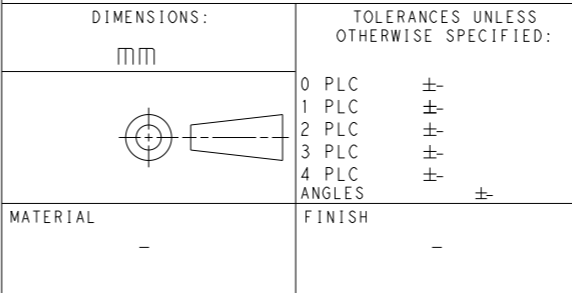 DIMENSIONS:
mm
TOLERANCES UNLESS
OTHERWISE SPECIFIED:
0 PLC ±-
1 PLC ±-
2 PLC ±-
3 PLC ±-
4 PLC ±-
ANGLES ±-
MATERIAL
-
FINISH
-